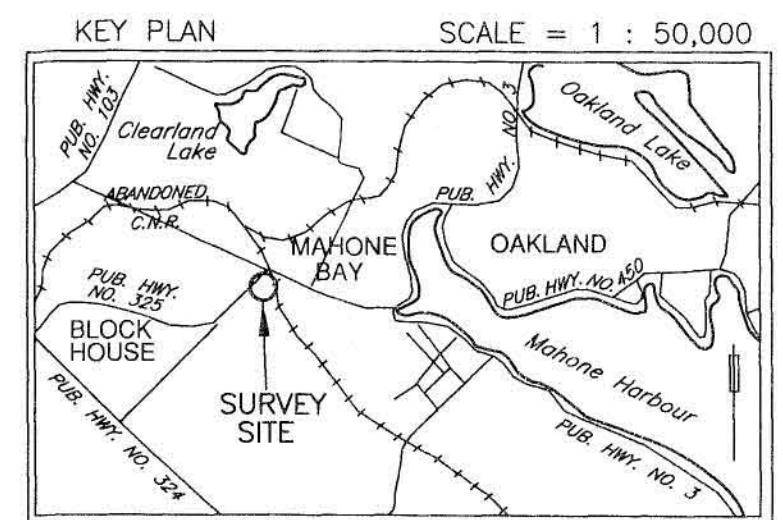 KEY PLAN
SCALE = 1 : 50,000
PUB. HWY.
NO. 103
Clearland
Lake
Oakland Lake
PUB. HWY. NO. 3
ABANDONED
C.N.R.
MAHONE
BAY
OAKLAND
PUB. HWY.
NO. 325
PUB. HWY. NO. 450
BLOCK
HOUSE
Mahone Harbour
SURVEY
SITE
PUB. HWY. NO. 324
PUB. HWY. NO. 3